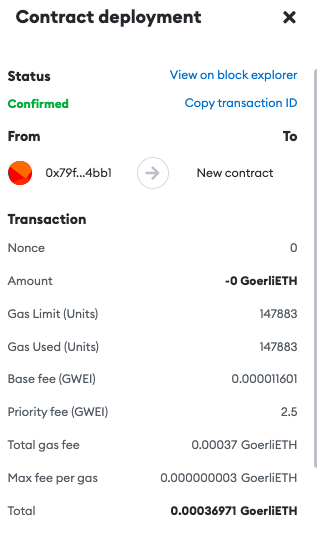 Contract deployment
Status View on block explorer
Confirmed Copy transaction ID
From To
0x79f...4bb1 New contract
Transaction
Nonce 0
Amount -0 GoerliETH
Gas Limit (Units) 147883
Gas Used (Units) 147883
Base fee (GWEI) 0.000011601
Priority fee (GWEI) 2.5
Total gas fee 0.00037 GoerliETH
Max fee per gas 0.000000003 GoerliETH
Total 0.00036971 GoerliETH